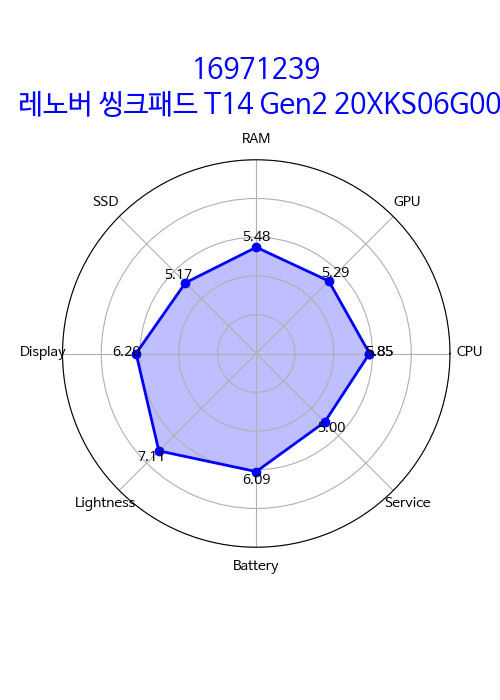 16971239
레노버 씽크패드 T14 Gen2 20XKS06G00
RAM
SSD
GPU
5.48
5.17
5.29
Display
6.20
5.85
CPU
7.11
5.00
6.09
Lightness
Service
Battery